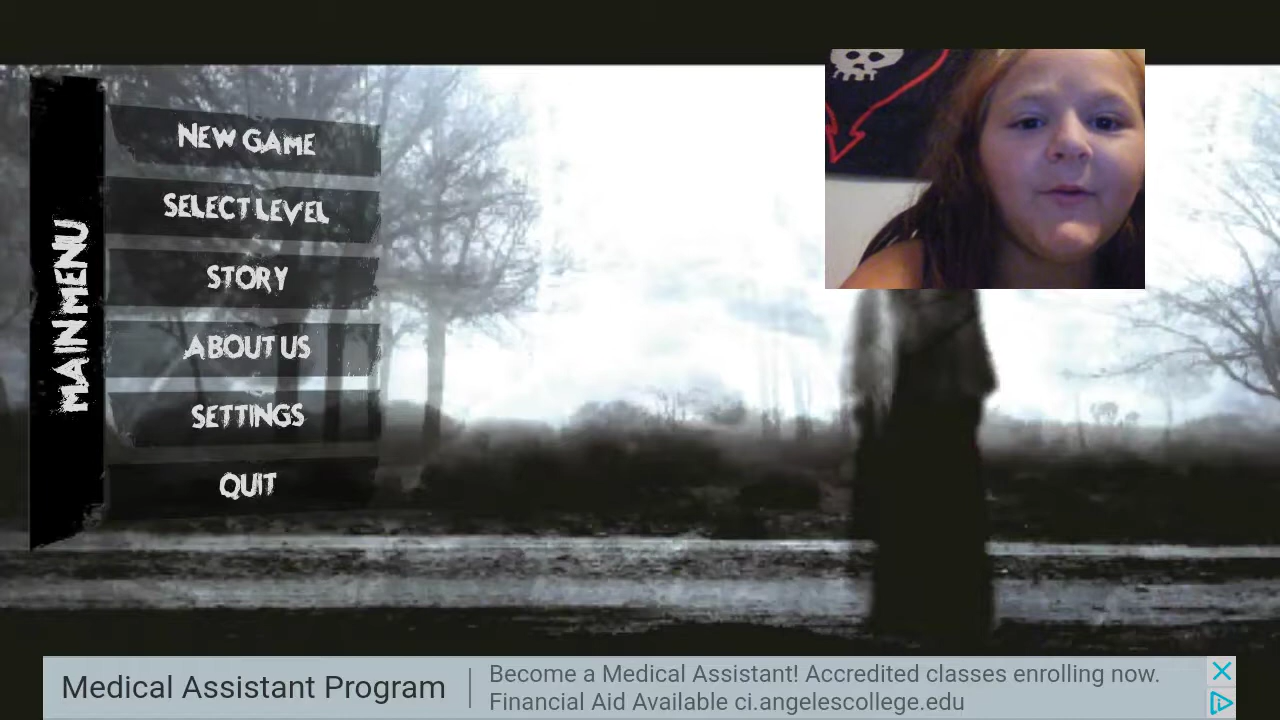 MAIN MENU
NEW GAME
SELECT LEVEL
STORY
ABOUT US
SETTINGS
QUIT
Medical Assistant Program
Become a Medical Assistant! Accredited classes enrolling now.
Financial Aid Available ci.angelescollege.edu